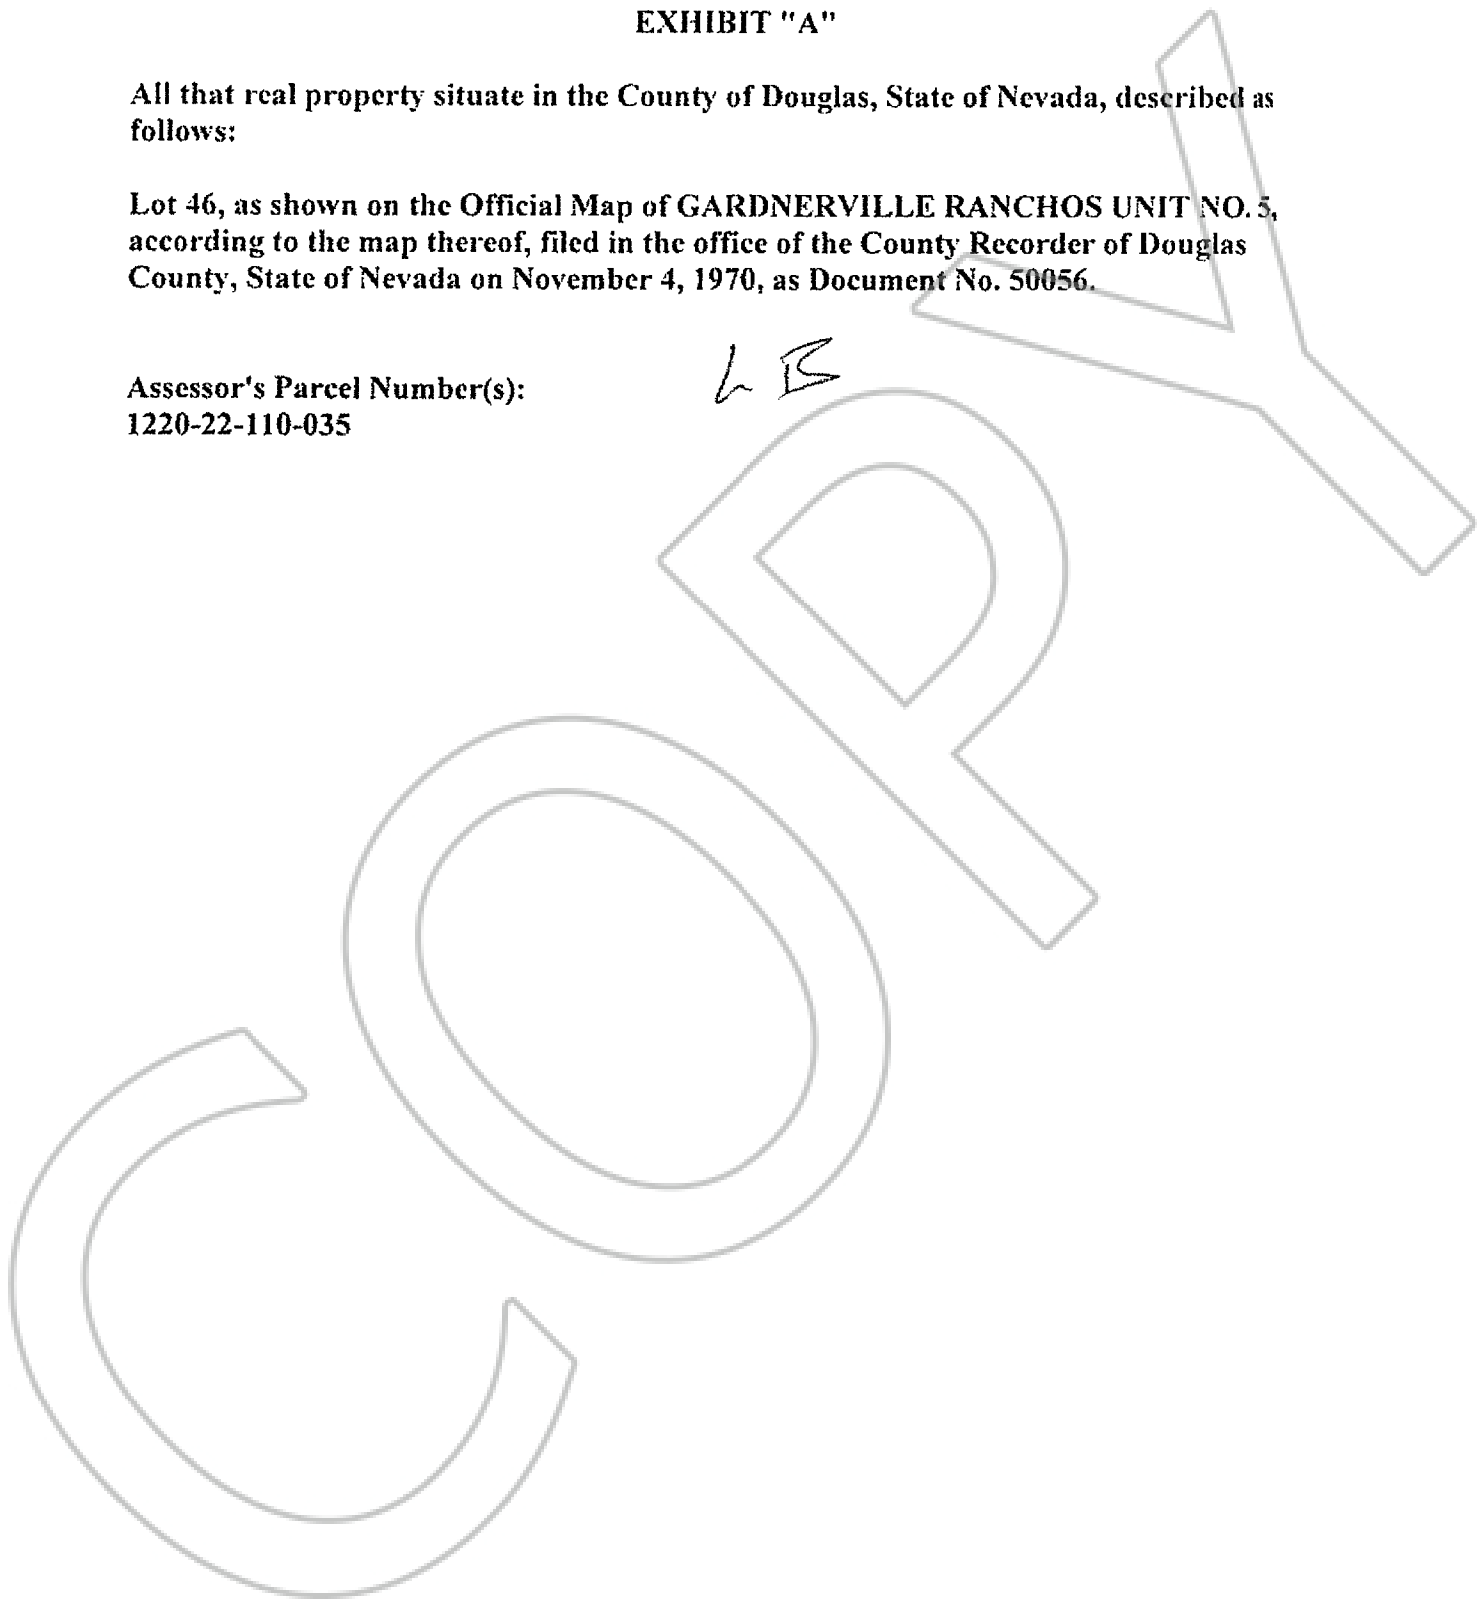 EXHIBIT "A"
All that real property situate in the County of Douglas, State of Nevada, described as
follows:
Lot 46, as shown on the Official Map of GARDNERVILLE RANCHOS UNIT NO. 5,
according to the map thereof, filed in the office of the County Recorder of Douglas
County, State of Nevada on November 4, 1970, as Document No. 50056.
LB
Assessor's Parcel Number(s):
1220-22-110-035
COPY